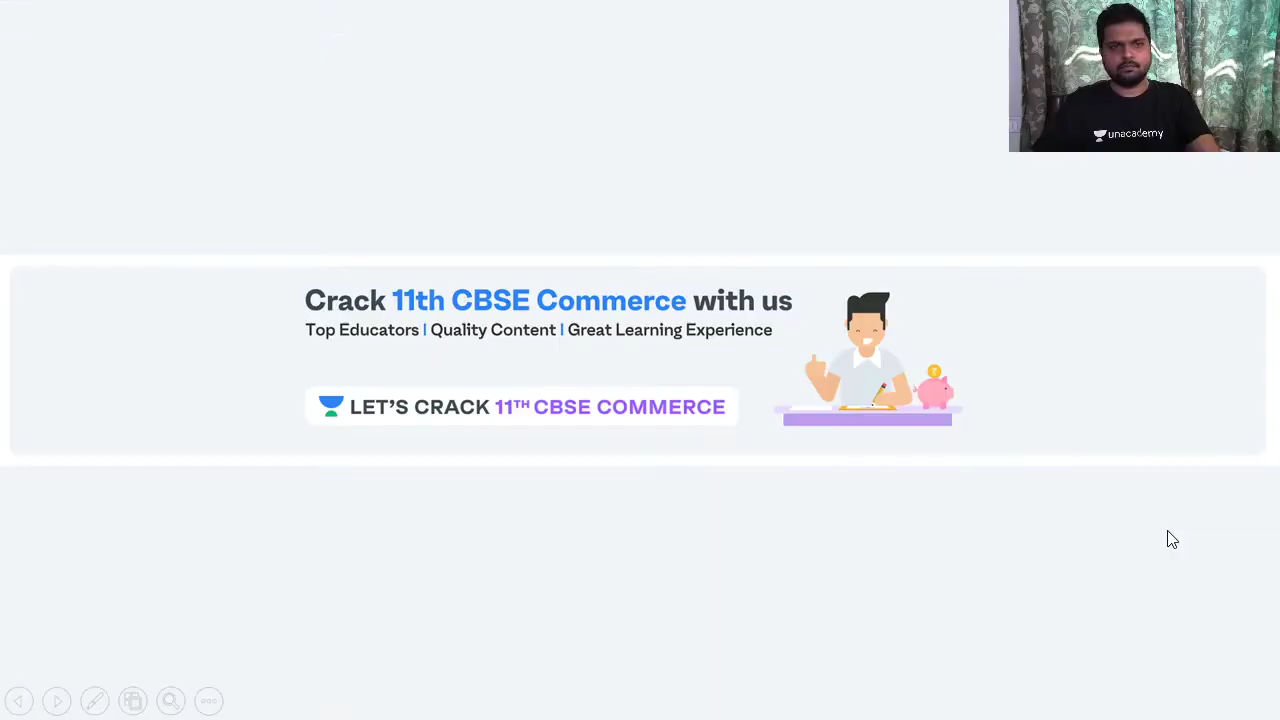 unacademy
Crack 11th CBSE Commerce with us
Top Educators | Quality Content | Great Learning Experience
LET'S CRACK 11TH CBSE COMMERCE